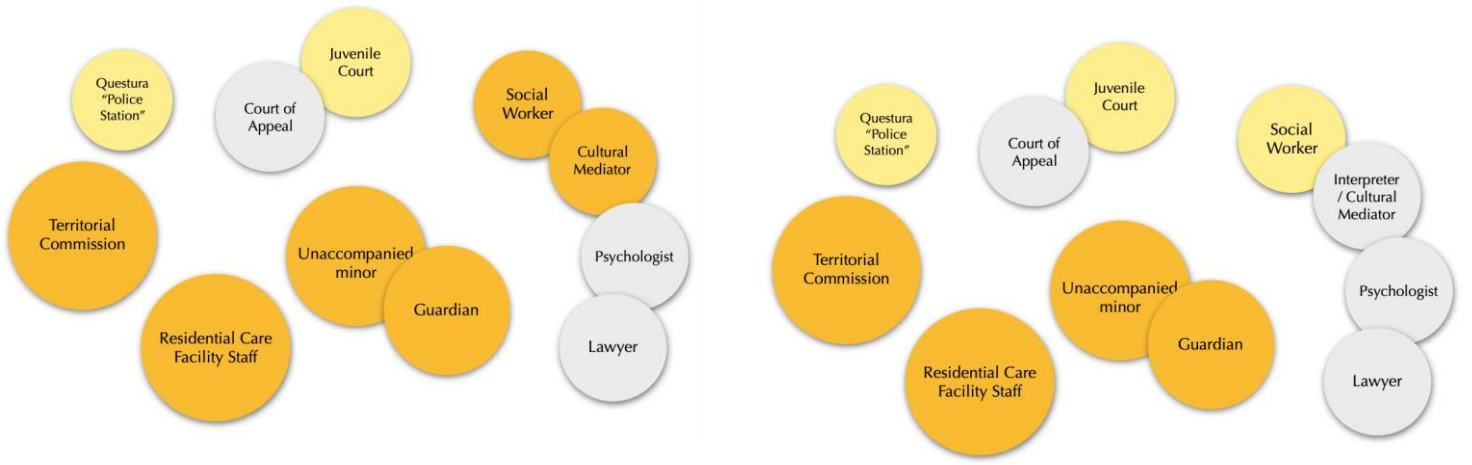 Juvenile
Court
Questura
“Police
Station”
Court of
Appeal
Social
Worker
Cultural
Mediator
Territorial
Commission
Unaccompanied
minor
Psychologist
Guardian
Residential Care
Facility Staff
Lawyer
Juvenile
Court
Questura
“Police
Station”
Court of
Appeal
Social
Worker
Interpreter
/ Cultural
Mediator
Territorial
Commission
Unaccompanied
minor
Psychologist
Guardian
Residential Care
Facility Staff
Lawyer